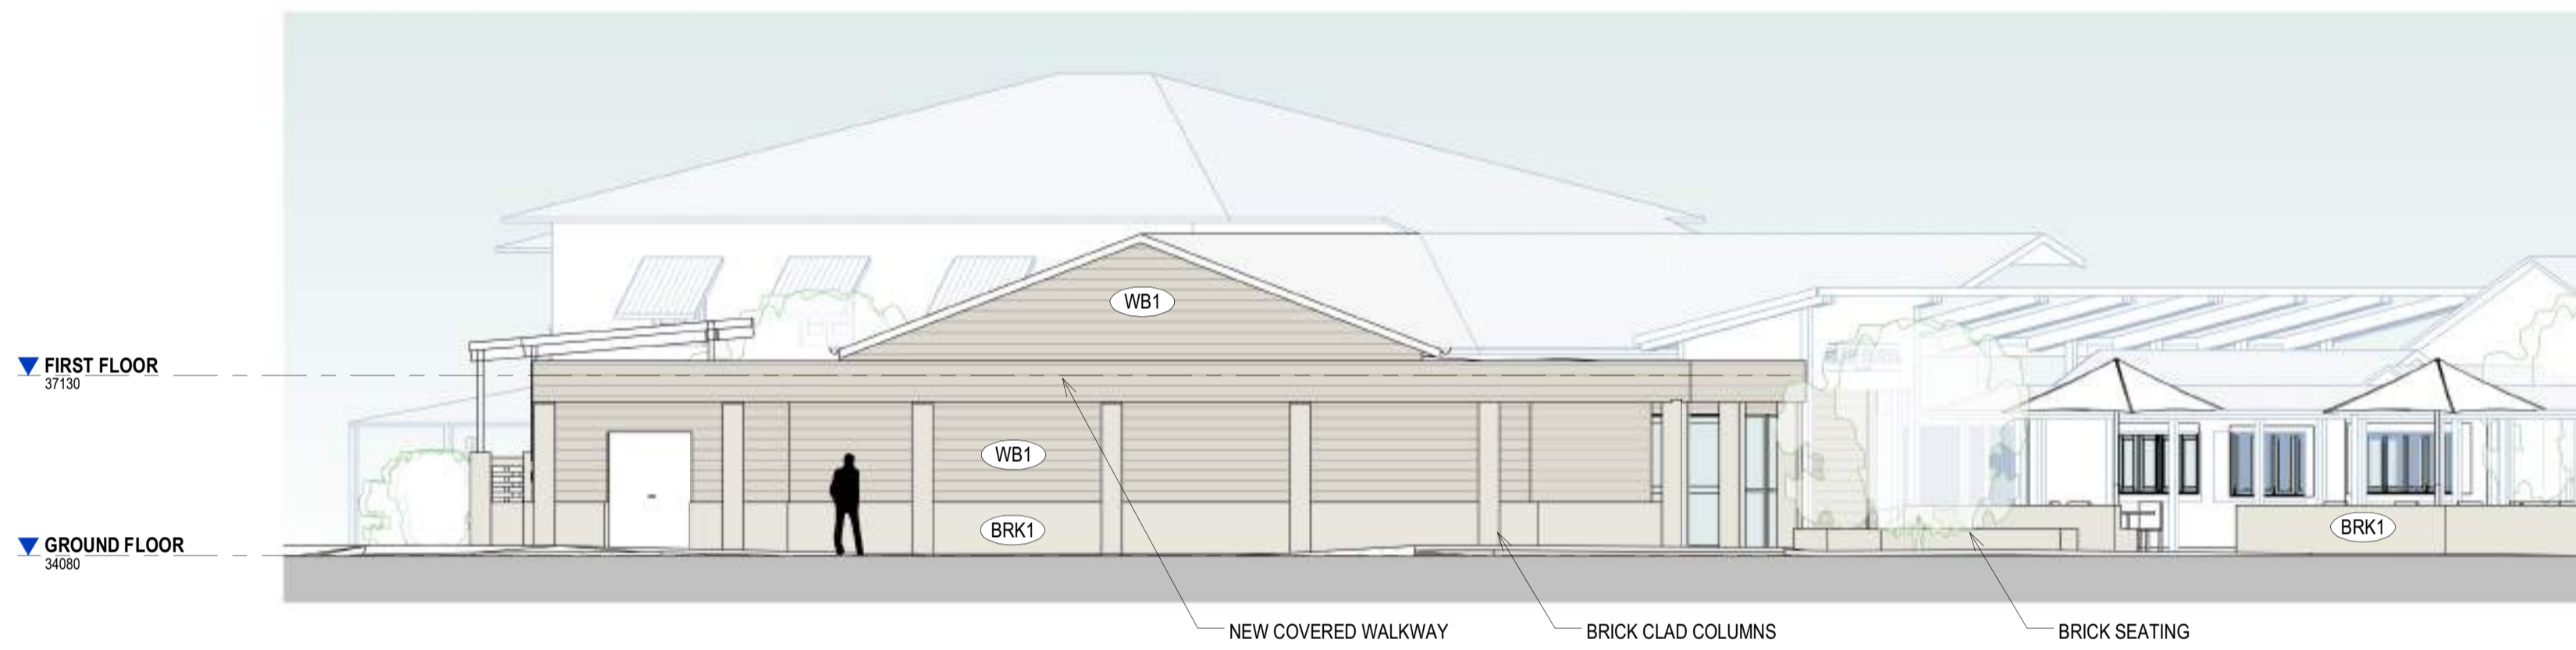 WB1
FIRST FLOOR
37130
WB1
BRK1
BRK1
GROUND FLOOR
34080
NEW COVERED WALKWAY
BRICK CLAD COLUMNS
BRICK SEATING